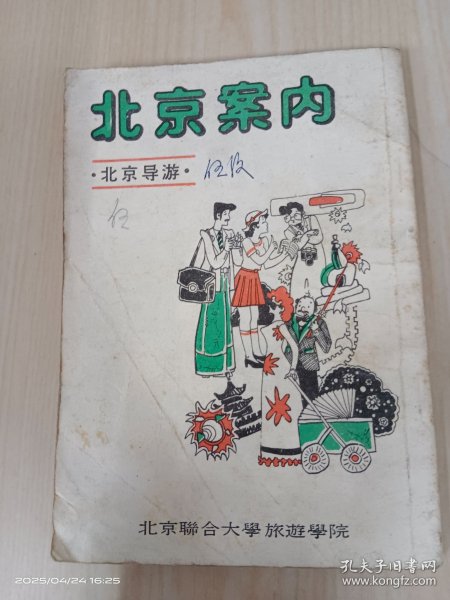 北京案内
·北京导游·
伍
北京聯合大學旅遊學院
2025/04/24 16:25
孔夫子旧书网
www.kongfz.com